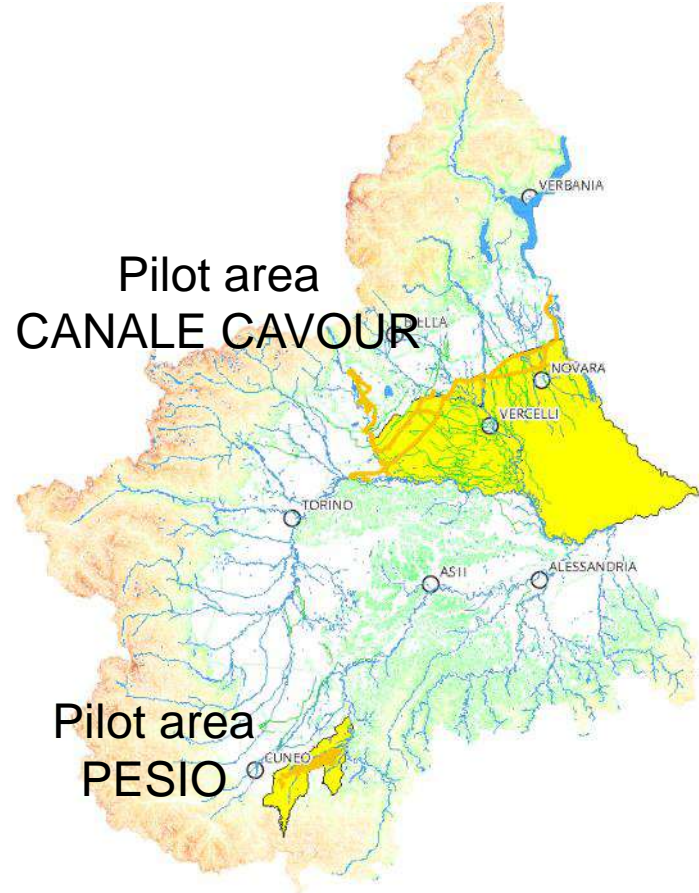 VERBANIA
Pilot area
CANALE CAVOUR
NOVARA
VERCELLI
TORINO
ASTI
ALESSANDRIA
Pilot area
PESIO
CUNEO